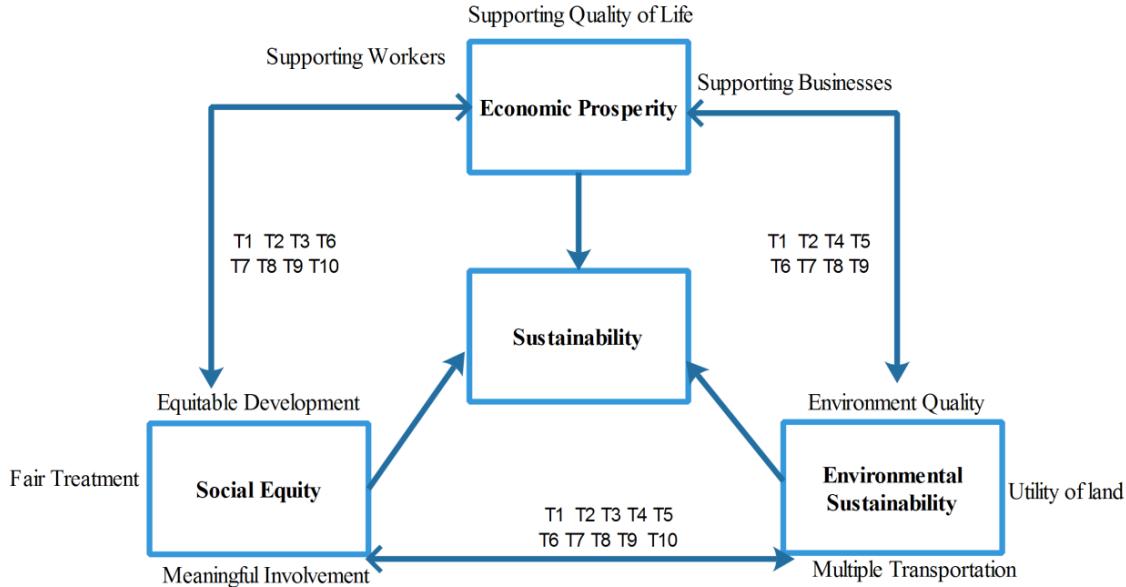 Supporting Quality of Life
Supporting Workers
Economic Prosperity
Supporting Businesses
T1 T2 T3 T6
T7 T8 T9 T10
T1 T2 T4 T5
T6 T7 T8 T9
Sustainability
Equitable Development
Fair Treatment
Social Equity
Meaningful Involvement
T1 T2 T3 T4 T5
T6 T7 T8 T9 T10
Environment Quality
Environmental
Sustainability
Utility of land
Multiple Transportation